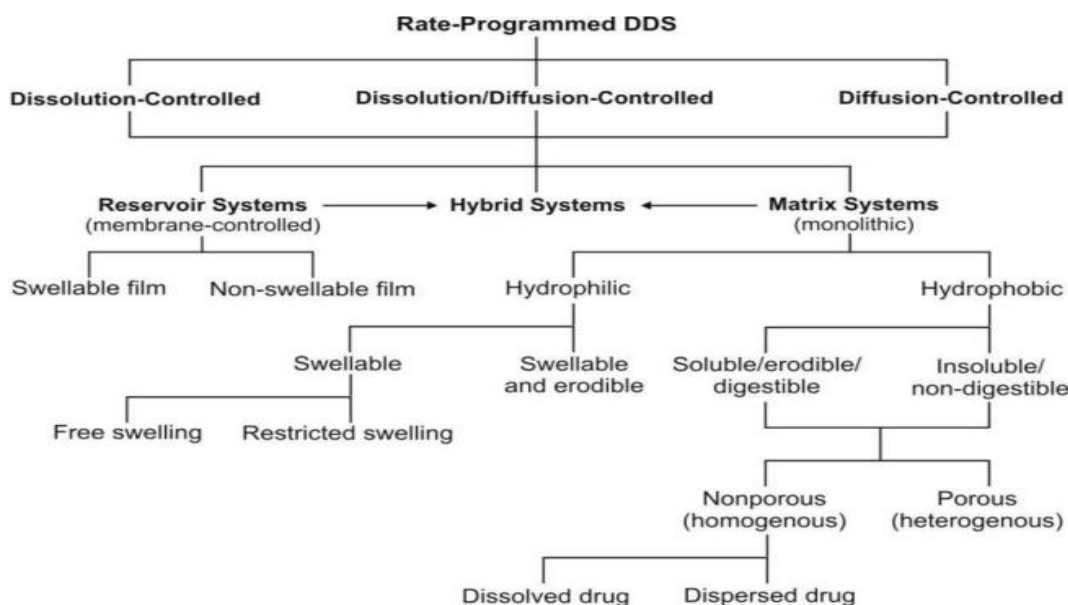 Rate-Programmed DDS
Dissolution-Controlled
Dissolution/Diffusion-Controlled
Diffusion-Controlled
Reservoir Systems
(membrane-controlled)
Hybrid Systems
Matrix Systems
(monolithic)
Swellable film
Non-swellable film
Hydrophilic
Hydrophobic
Swellable
Swellable
and erodible
Soluble/erodible/
digestible
Insoluble/
non-digestible
Free swelling
Restricted swelling
Nonporous
(homogenous)
Porous
(heterogenous)
Dissolved drug
Dispersed drug